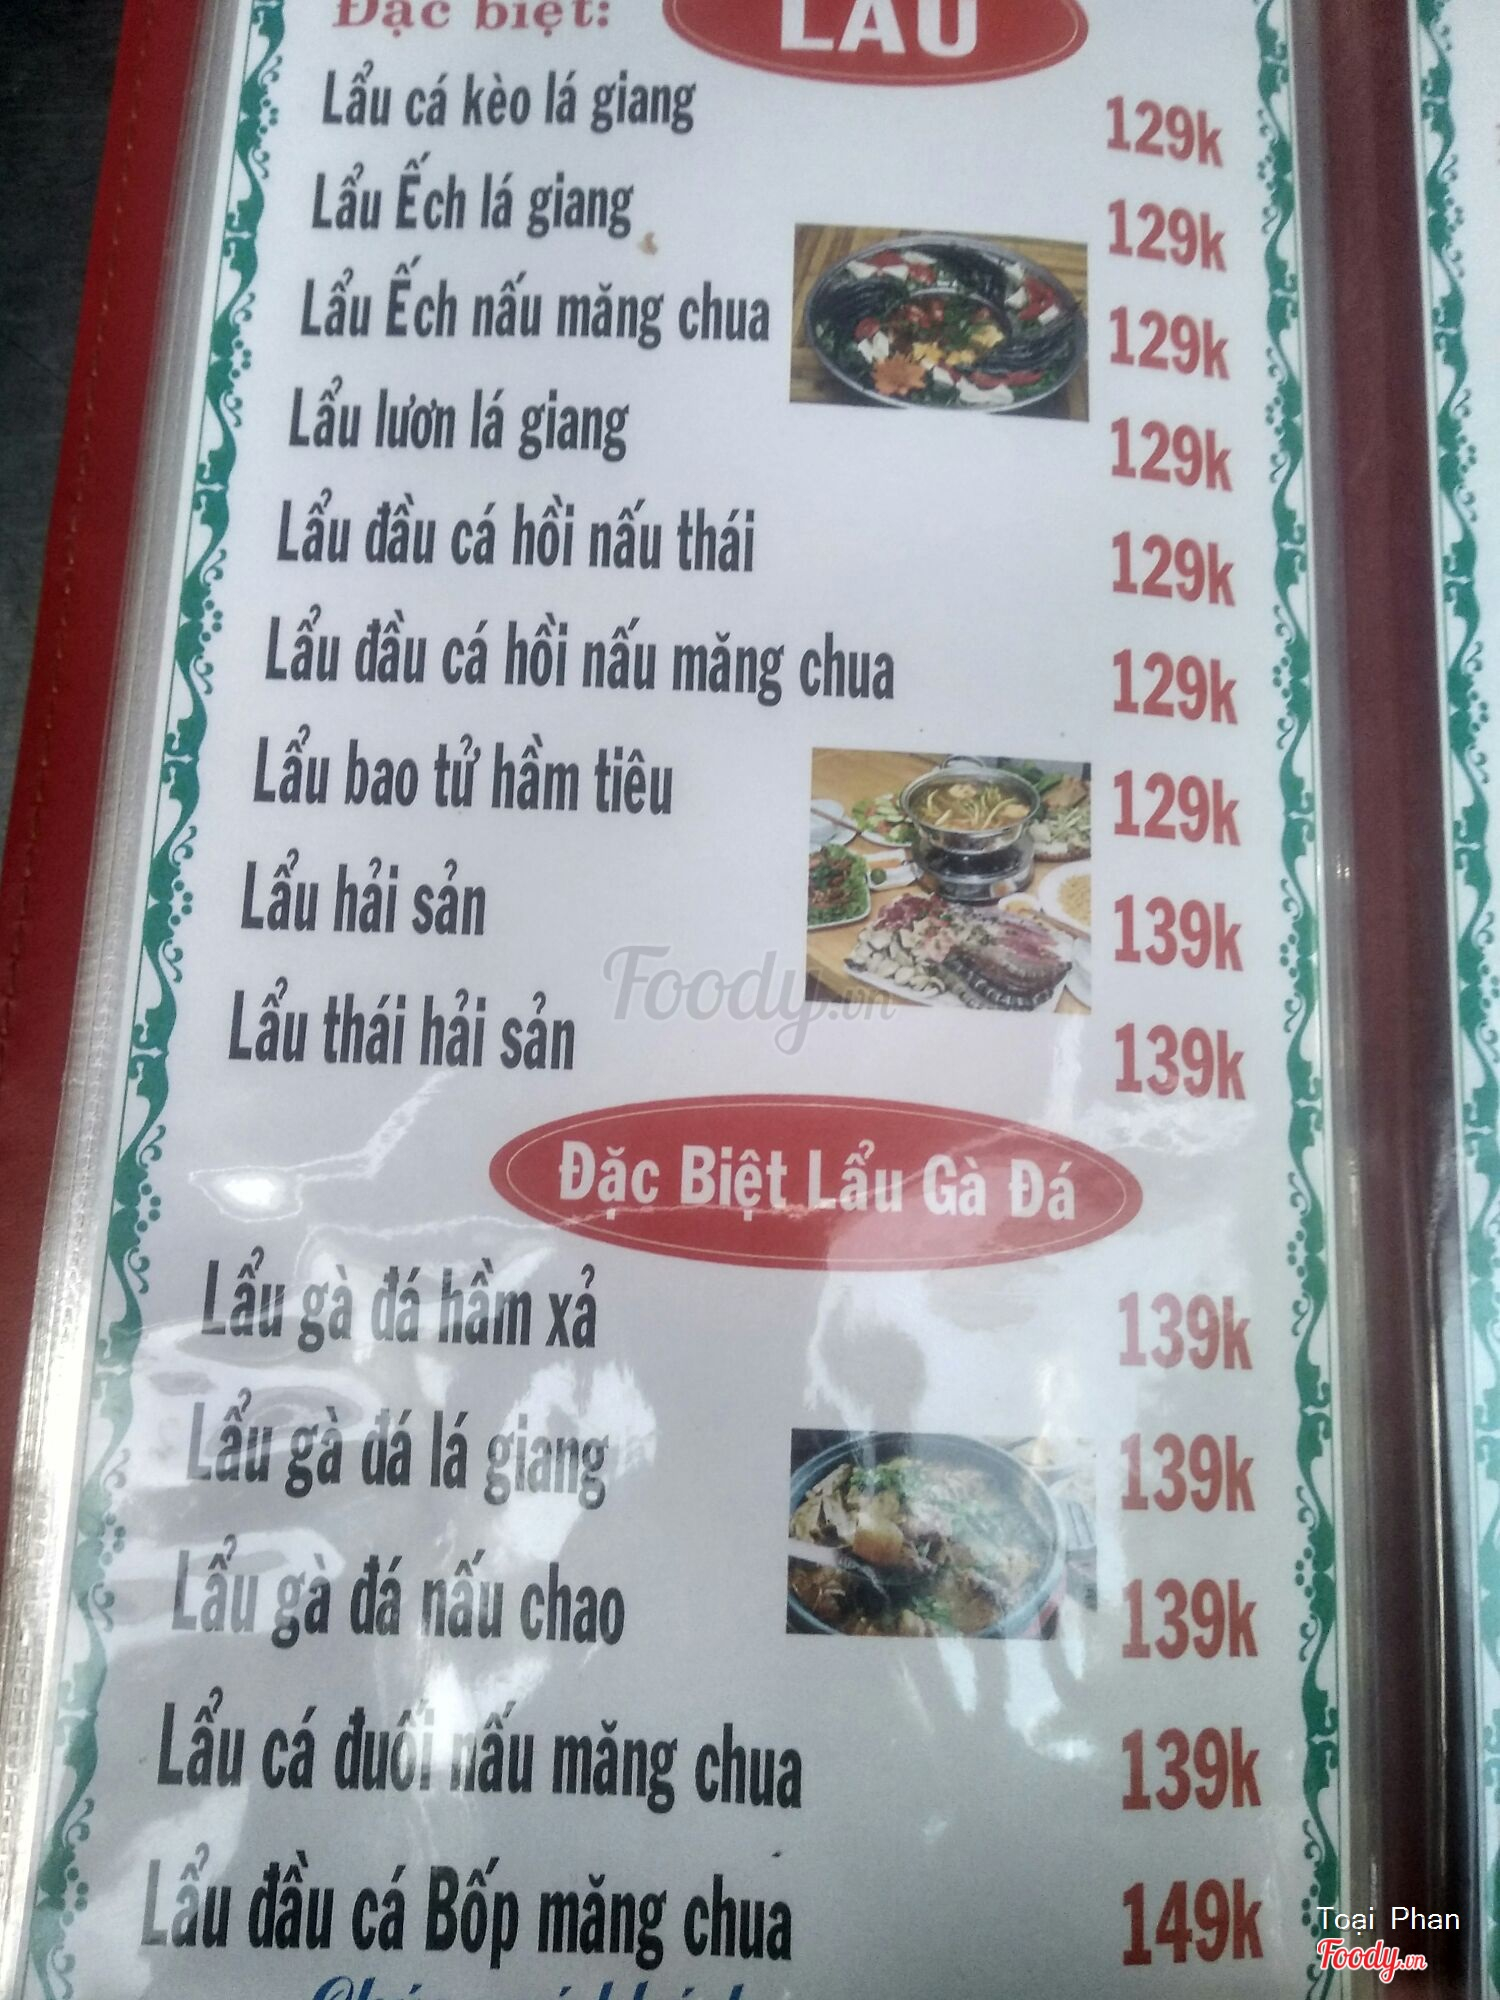 Đặc biệt:
LẨU
Lẩu cá kèo lá giang 129k
Lẩu Ếch lá giang 129k
Lẩu Ếch nấu măng chua 129k
Lẩu lươn lá giang 129k
Lẩu đầu cá hồi nấu thái 129k
Lẩu đầu cá hồi nấu măng chua 129k
Lẩu bao tử hầm tiêu 129k
Lẩu hải sản 139k
Foody.vn
Lẩu thái hải sản 139k
Đặc Biệt Lẩu Gà Đá
Lẩu gà đá hầm xả 139k
Lẩu gà đá lá giang 139k
Lẩu gà đá nấu chao 139k
Lẩu cá đuối nấu măng chua 139k
Lẩu đầu cá Bốp măng chua 149k
Toại Phan
Foody.vn